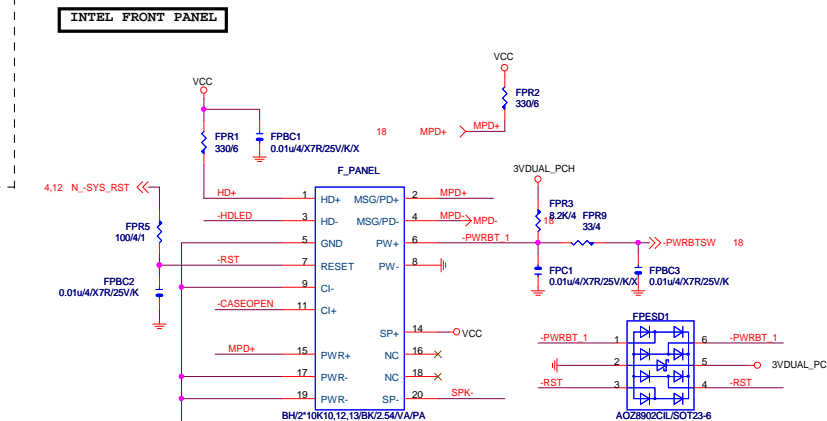 INTEL FRONT PANEL
VCC
VCC
FPR2
330/6
FPR1
330/6
FPBC1
0.01u/4/X7R/25V/K/X
18 MPD+ MPD+
F_PANEL
3VDUAL_PCH
4,12 N_-SYS_RST
HD+ 1 HD+ MSG/PD+ 2 MPD+
FPR3
8.2K/4
FPR9
33/4
-HDLED 3 HD- MSG/PD- 4 MPD- MPD- 18
FPR5
100/4/1
5 GND PW+ 6 -PWRBT_1 -PWRBTSW 18
-RST 7 RESET PW- 8
FPC1
0.01u/4/X7R/25V/K/X
FPBC3
0.01u/4/X7R/25V/K
FPBC2
0.01u/4/X7R/25V/K
9 CI-
-CASEOPEN 11 CI+
FPESD1
SP+ 14 VCC
-PWRBT_1 1 6 -PWRBT_1
MPD+ 15 PWR+ NC 16
2 5 3VDUAL_PC
17 PWR- NC 18
-RST 3 4 -RST
19 PWR- SP- 20 SPK-
BH/2*10K10,12,13/BK/2.54/VA/PA
AOZ8902CIL/SOT23-6